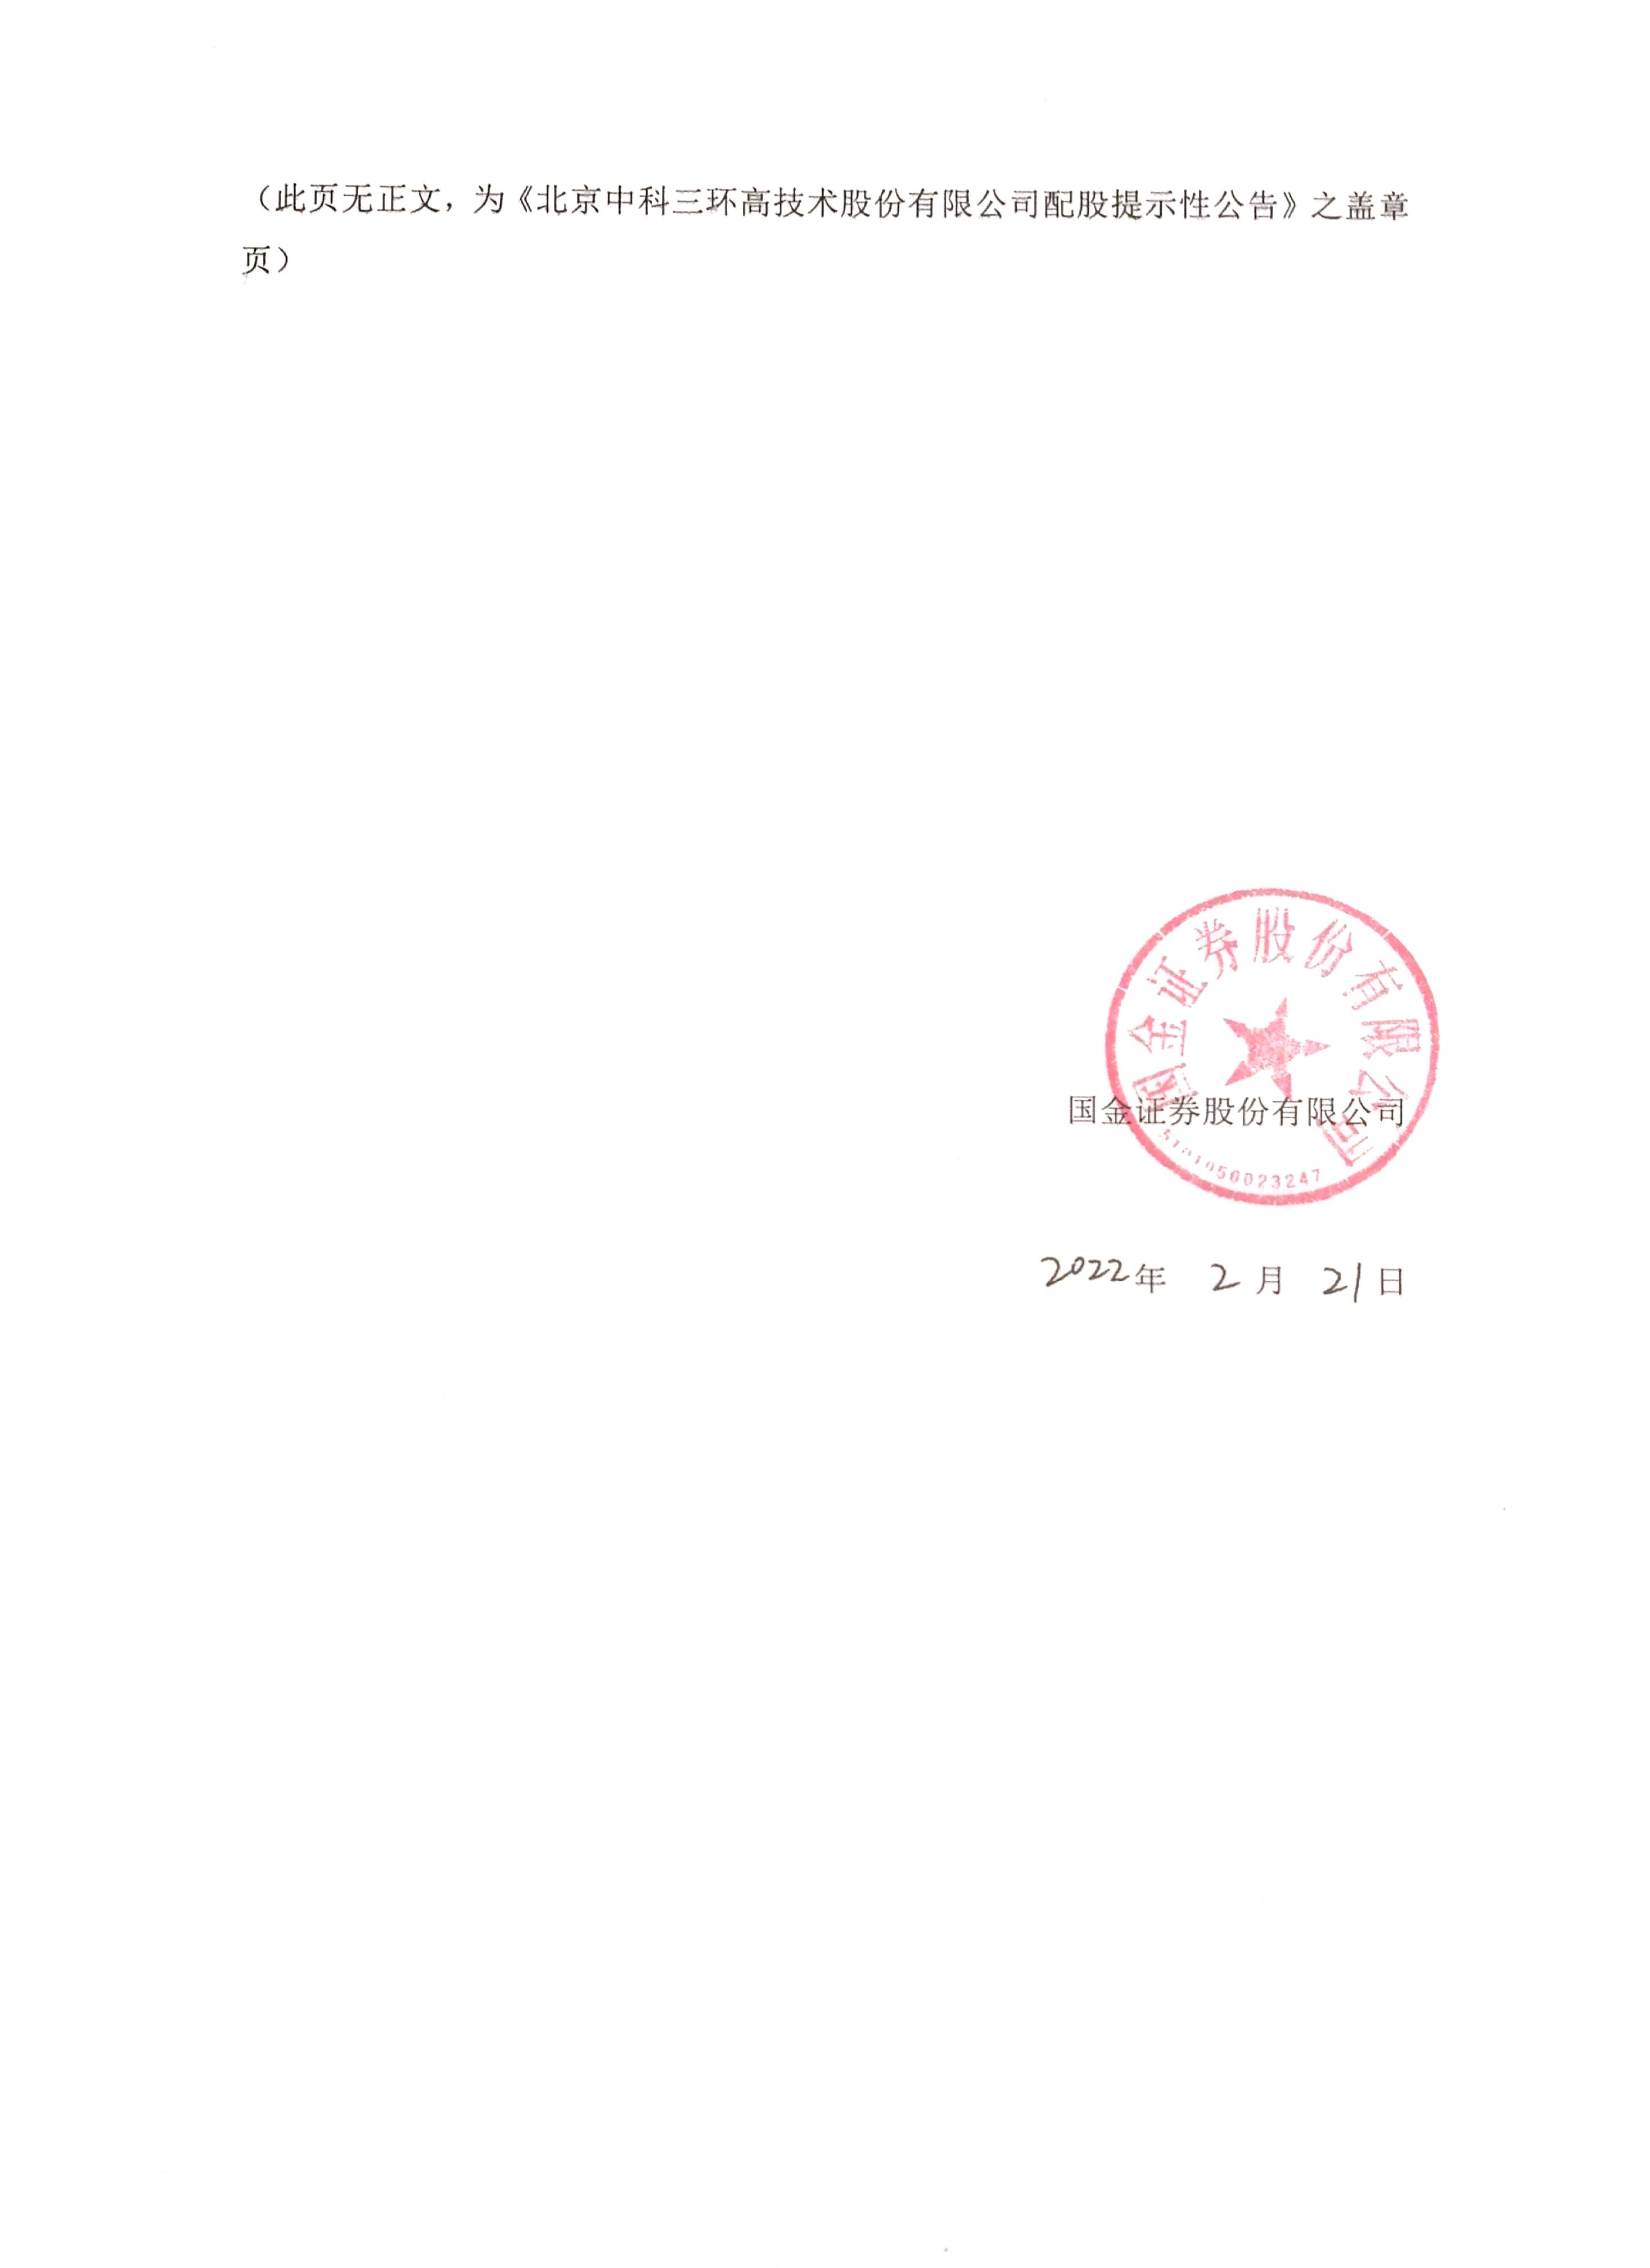 （此页无正文，为《北京中科三环高技术股份有限公司配股提示性公告》之盖章
页）
国金证券股份有限公司
国金证券股份有限公司
5101050023247
2022年 2 月 21日